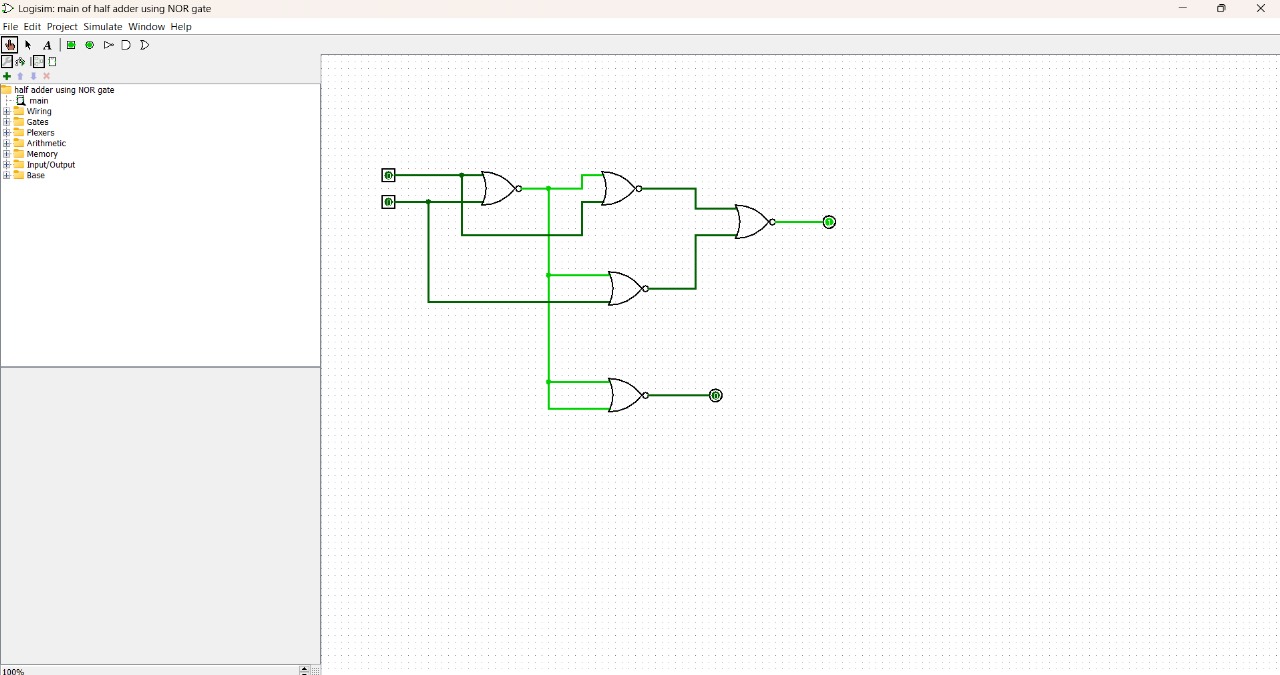 Logisim: main of half adder using NOR gate
File Edit Project Simulate Window Help
A
half adder using NOR gate
main
Wiring
Gates
Plexers
Arithmetic
Memory
Input/Output
Base
0
0
1
0
100%